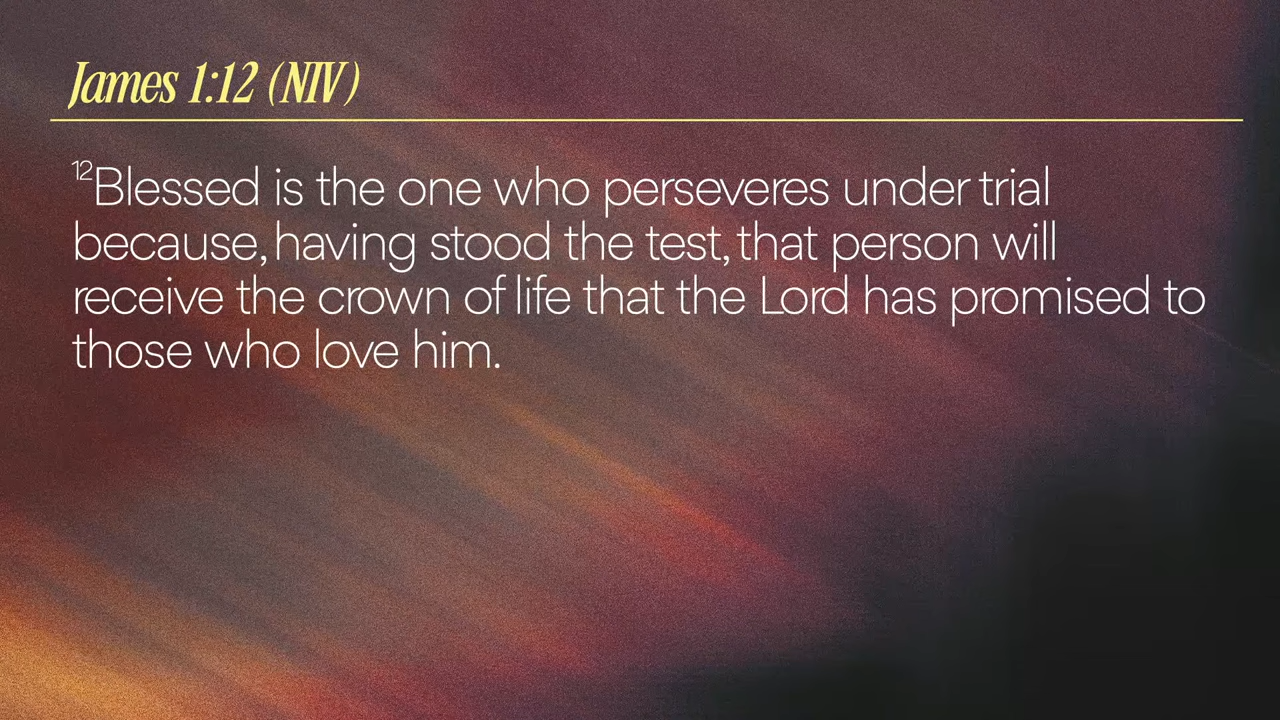 James 1:12 (NIV)
12Blessed is the one who perseveres under trial
because, having stood the test, that person will
receive the crown of life that the Lord has promised to
those who love him.